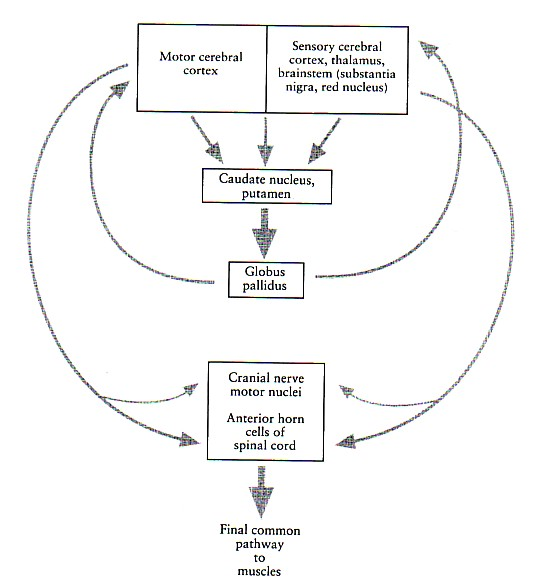 Motor cerebral
cortex
Sensory cerebral
cortex, thalamus,
brainstem (substantia
nigra, red nucleus)
Caudate nucleus,
putamen
Globus
pallidus
Cranial nerve
motor nuclei
Anterior horn
cells of
spinal cord
Final common
pathway
to
muscles